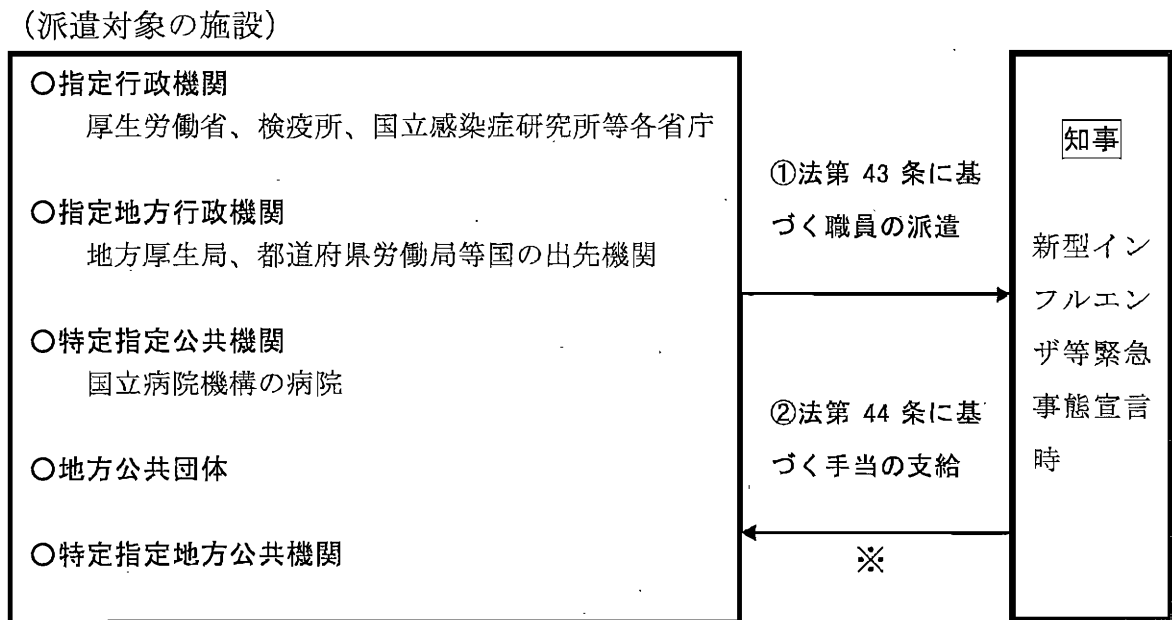 （派遣対象の施設）
○指定行政機関
厚生労働省、検疫所、国立感染症研究所等各省庁
○指定地方行政機関
地方厚生局、都道府県労働局等国の出先機関
○特定指定公共機関
国立病院機構の病院
○地方公共団体
○特定指定地方公共機関
①法第 43 条に基
づく職員の派遣
②法第 44 条に基
づく手当の支給
※
知事
新型イン
フルエン
ザ等緊急
事態宣言
時